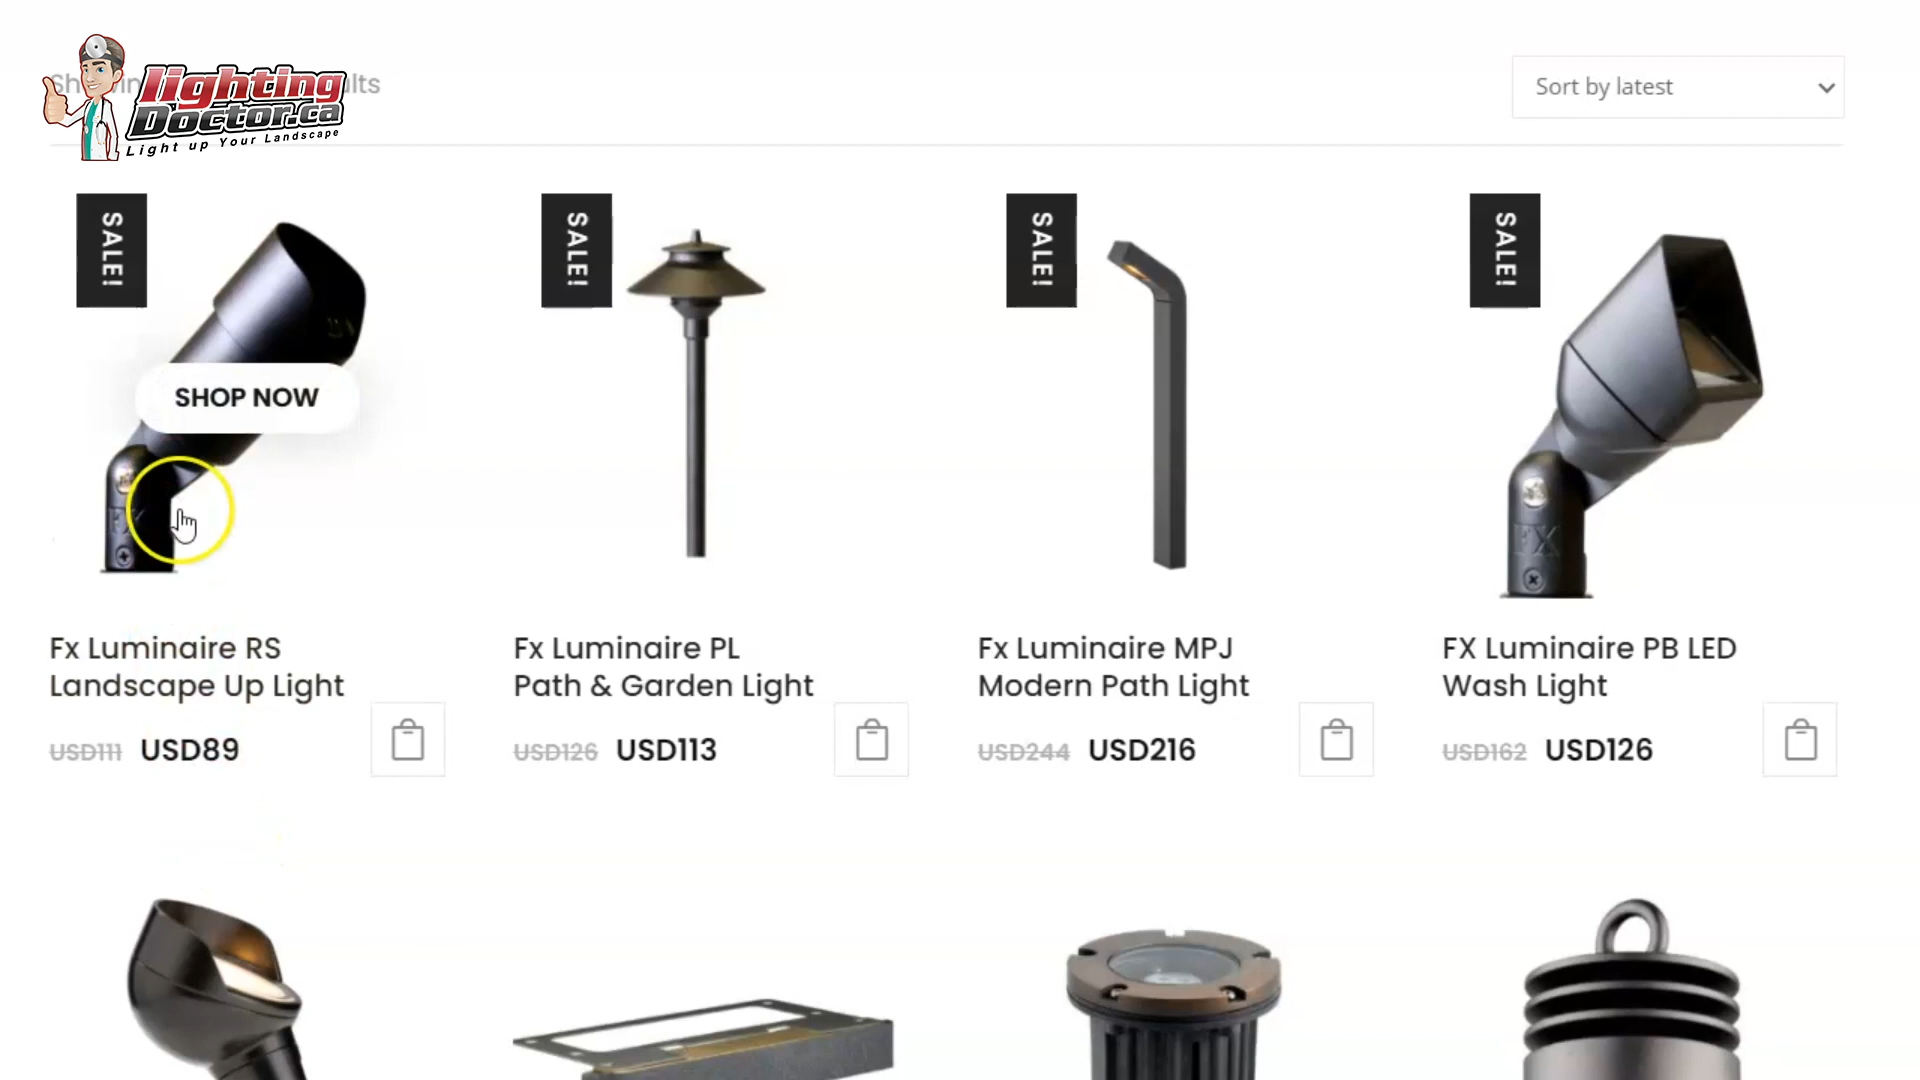 lighting
Doctor.ca
Light up Your Landscape
Sort by latest
SALE!
SALE!
SALE!
SALE!
SHOP NOW
FX
FX
Fx Luminaire RS
Landscape Up Light
Fx Luminaire PL
Path & Garden Light
Fx Luminaire MPJ
Modern Path Light
FX Luminaire PB LED
Wash Light
USD111 USD89
USD126 USD113
USD244 USD216
USD162 USD126